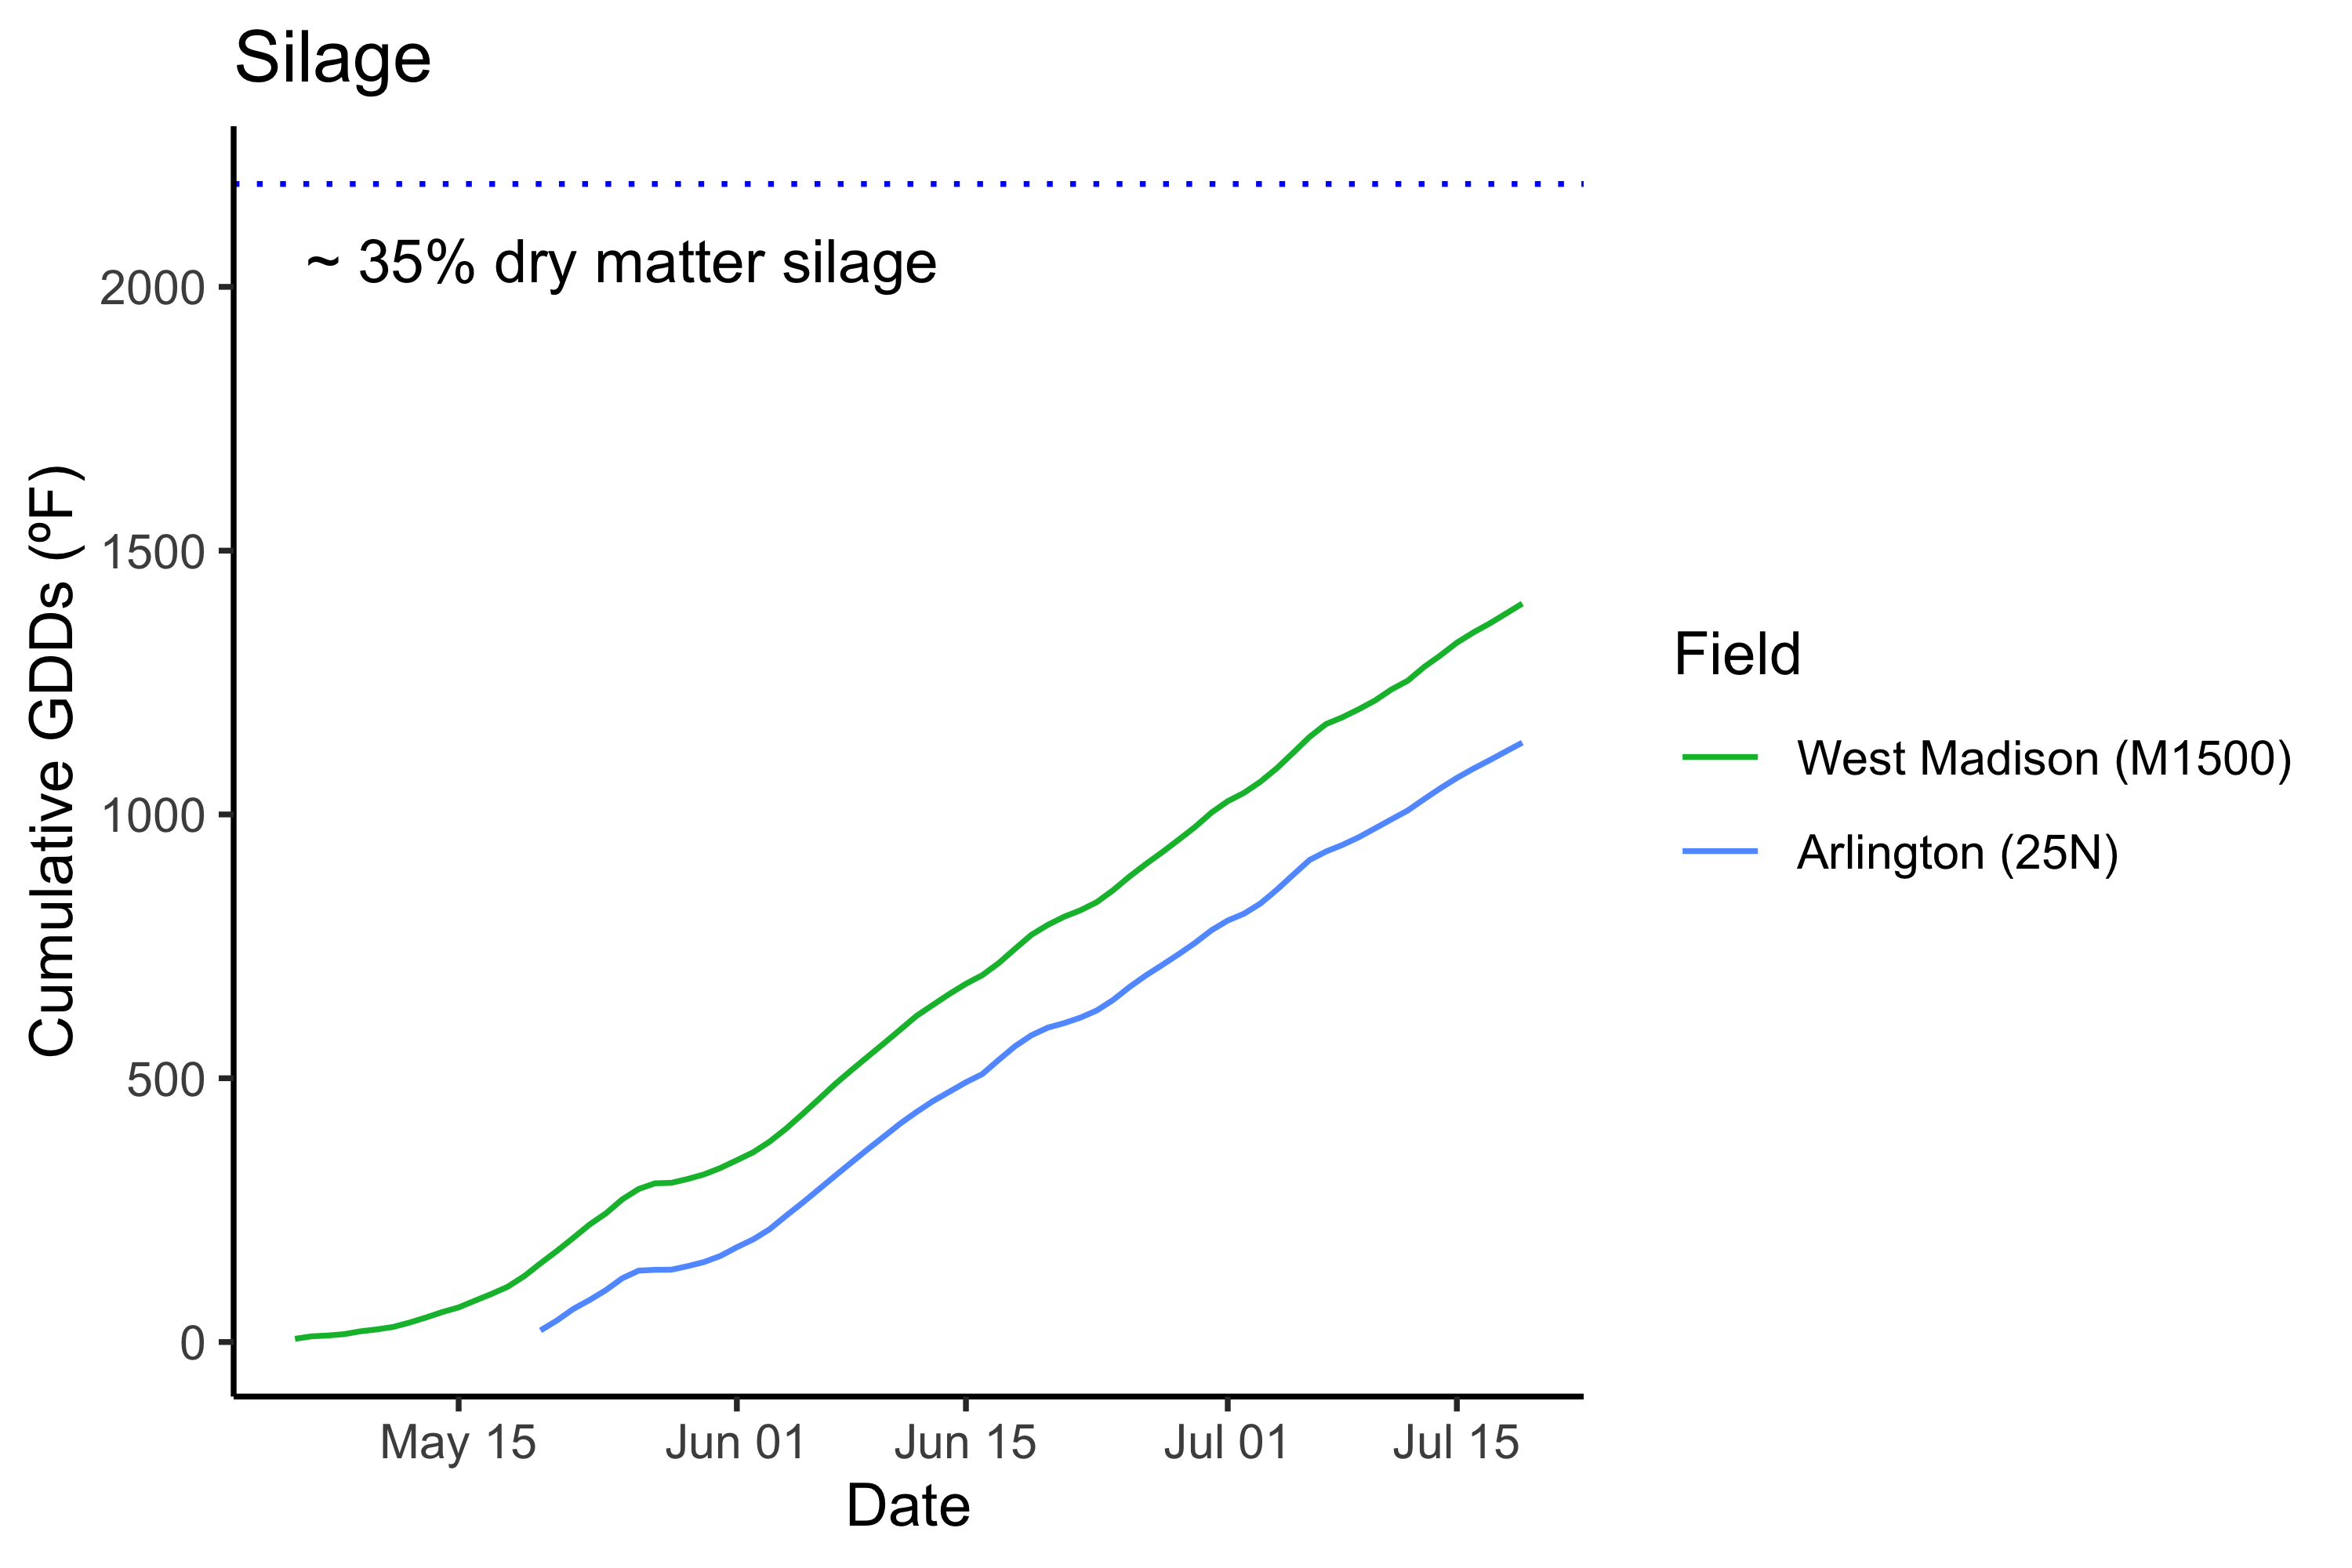 Silage
~ 35% dry matter silage
Cumulative GDDs (ºF)
2000
1500
1000
500
0
May 15
Jun 01
Jun 15
Jul 01
Jul 15
Date
Field
West Madison (M1500)
Arlington (25N)